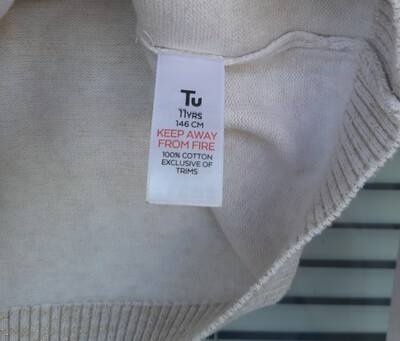 Tu
11YRS
146 CM
KEEP AWAY
FROM FIRE
100% COTTON
EXCLUSIVE OF
TRIMS